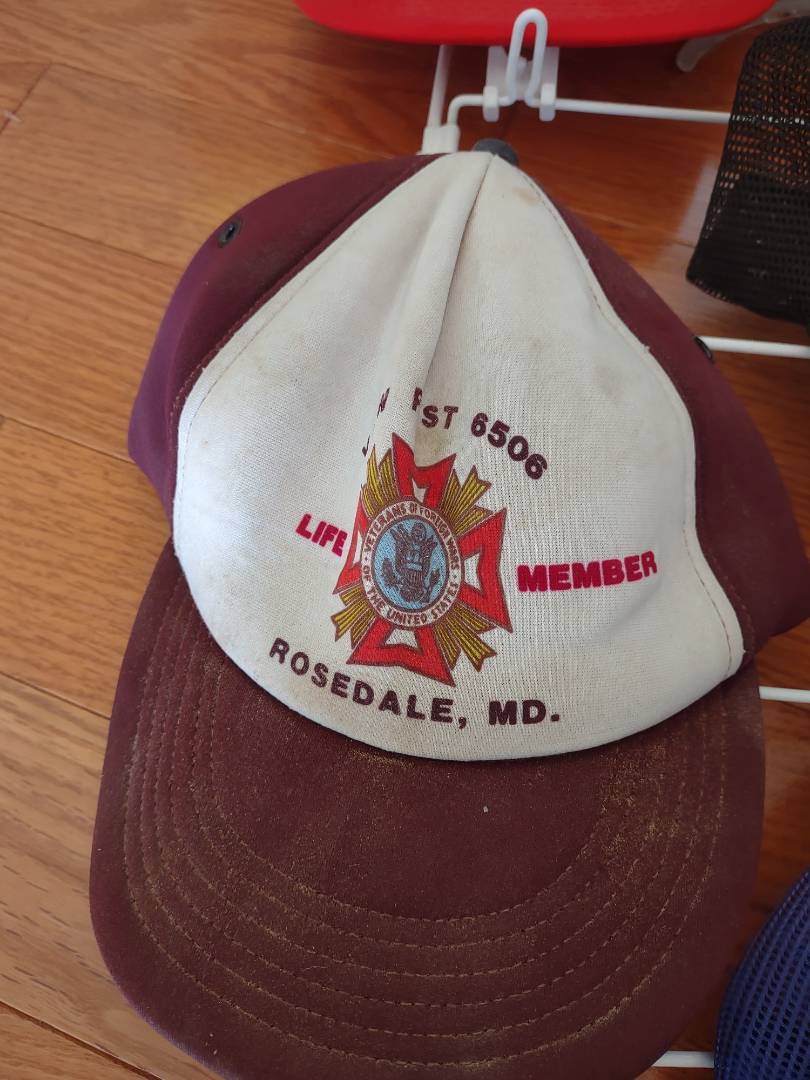 ST 6506
LIFE MEMBER
VETERANS OF FOREIGN WARS
OF THE UNITED STATES
ROSEDALE, MD.